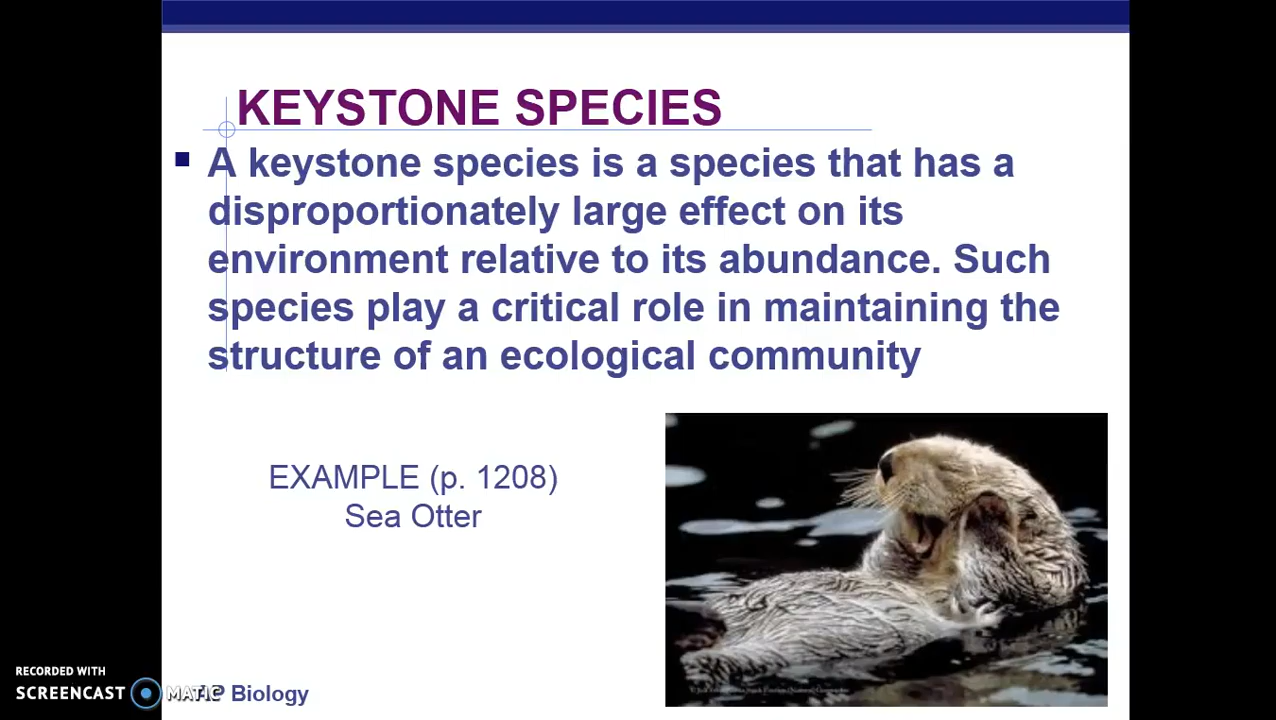 KEYSTONE SPECIES
A keystone species is a species that has a
disproportionately large effect on its
environment relative to its abundance. Such
species play a critical role in maintaining the
structure of an ecological community
EXAMPLE (p. 1208)
Sea Otter
RECORDED WITH
SCREENCAST MATIC
AP Biology